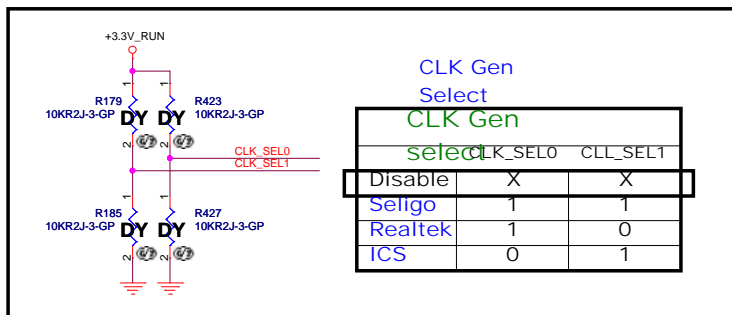 +3.3V_RUN
1 1
R179 R423
10KR2J-3-GP DY DY 10KR2J-3-GP
2 2
CLK_SEL0
CLK_SEL1
1 1
R185 R427
10KR2J-3-GP DY DY 10KR2J-3-GP
2 2
CLK Gen
Select
CLK Gen
select CLK_SEL0 CLL_SEL1
Disable X X
Seligo 1 1
Realtek 1 0
ICS 0 1